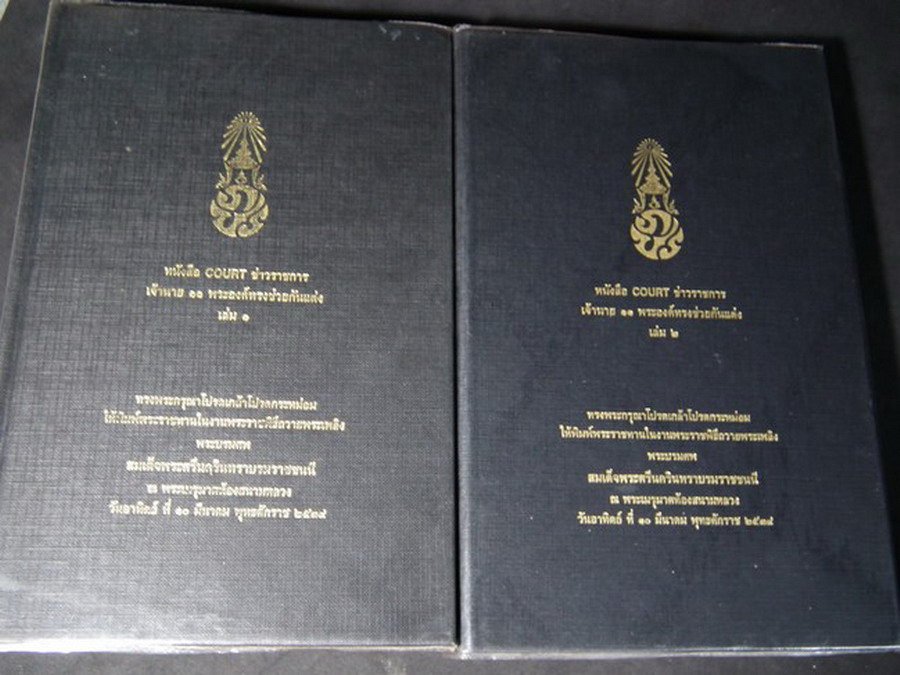 ภปร
หนังสือ COURT ข่าวราชการ
เจ้านาย ๑๑ พระองค์ทรงช่วยกันแต่ง
เล่ม ๑
ทรงพระกรุณาโปรดเกล้าโปรดกระหม่อม
ให้พิมพ์พระราชทานในงานพระราชพิธีถวายพระเพลิง
พระบรมศพ
สมเด็จพระศรีนครินทราบรมราชชนนี
ณ พระเมรุมาศท้องสนามหลวง
วันอาทิตย์ ที่ ๑๐ มีนาคม พุทธศักราช ๒๕๓๙
ภปร
หนังสือ COURT ข่าวราชการ
เจ้านาย ๑๑ พระองค์ทรงช่วยกันแต่ง
เล่ม ๒
ทรงพระกรุณาโปรดเกล้าโปรดกระหม่อม
ให้พิมพ์พระราชทานในงานพระราชพิธีถวายพระเพลิง
พระบรมศพ
สมเด็จพระศรีนครินทราบรมราชชนนี
ณ พระเมรุมาศท้องสนามหลวง
วันอาทิตย์ ที่ ๑๐ มีนาคม พุทธศักราช ๒๕๓๙